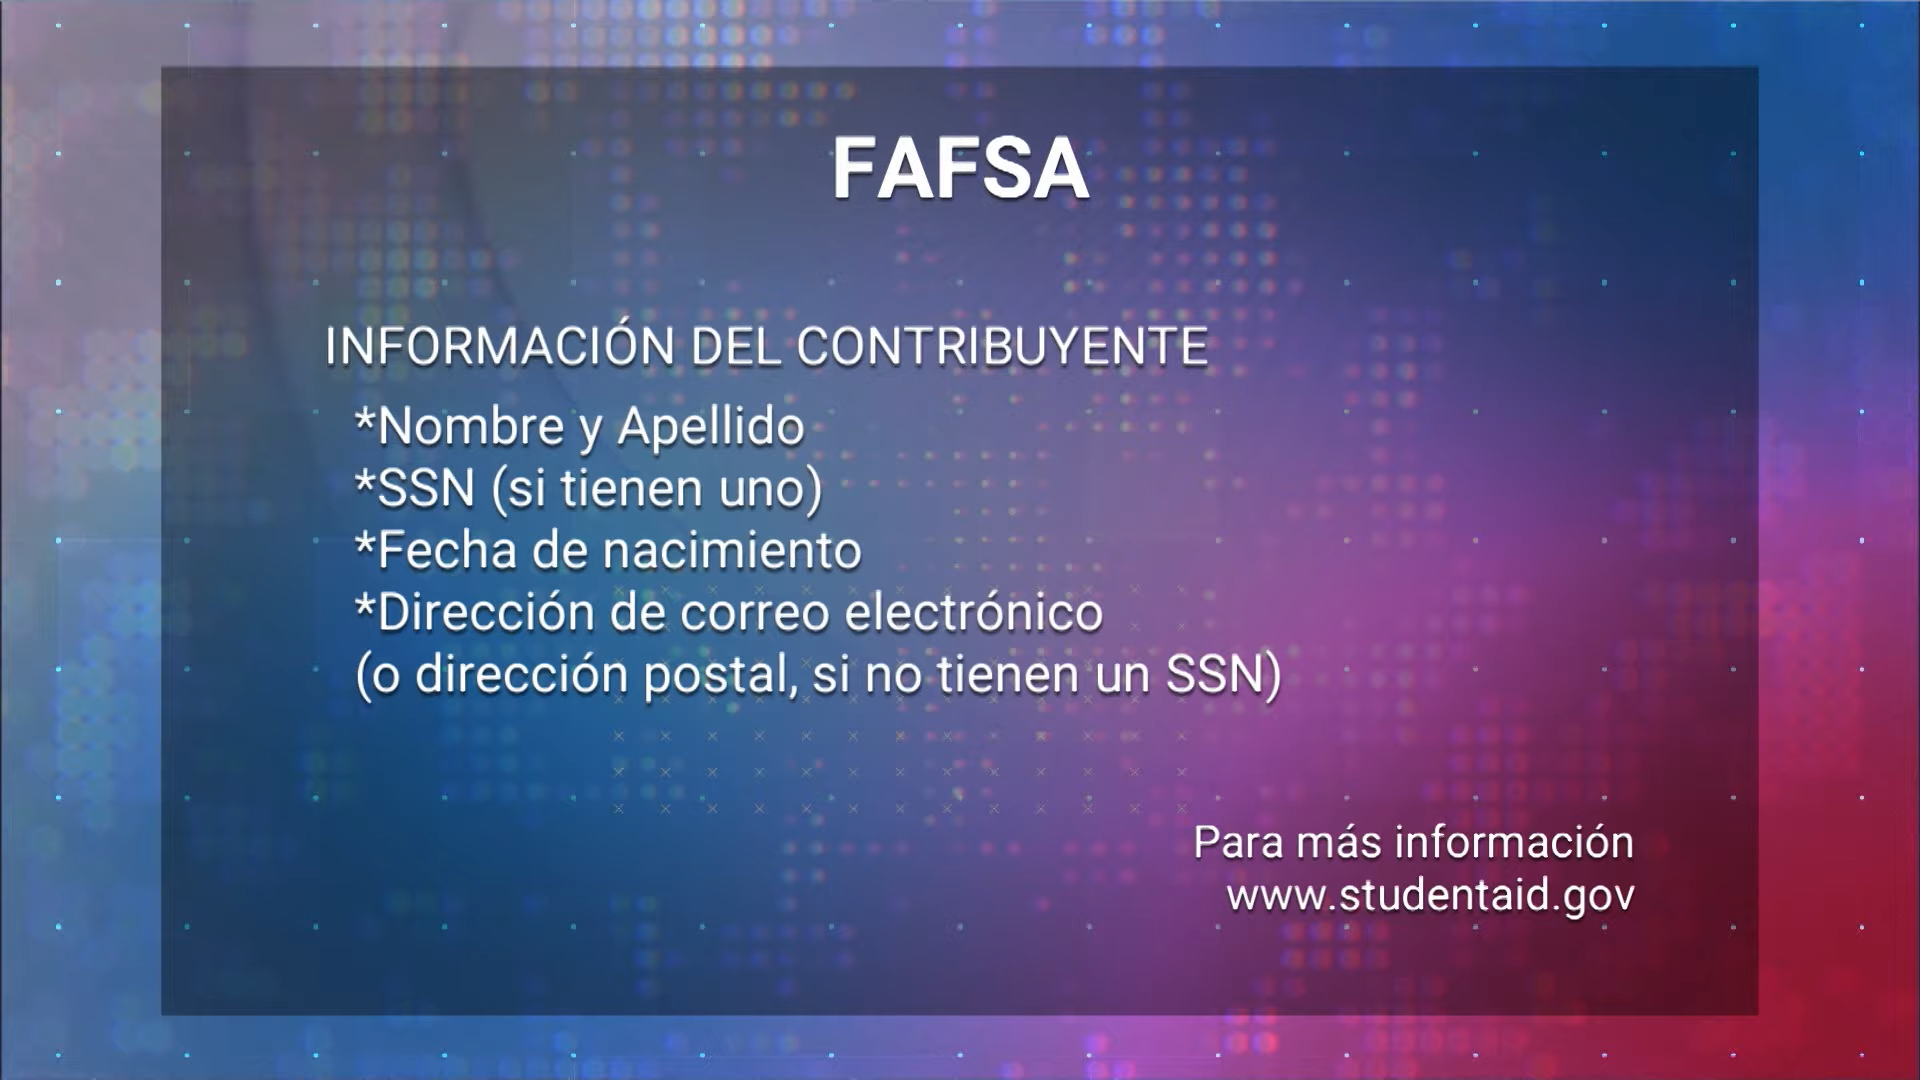 FAFSA
INFORMACIÓN DEL CONTRIBUYENTE
*Nombre y Apellido
*SSN (si tienen uno)
*Fecha de nacimiento
*Dirección de correo electrónico
(o dirección postal, si no tienen un SSN)
Para más información
www.studentaid.gov